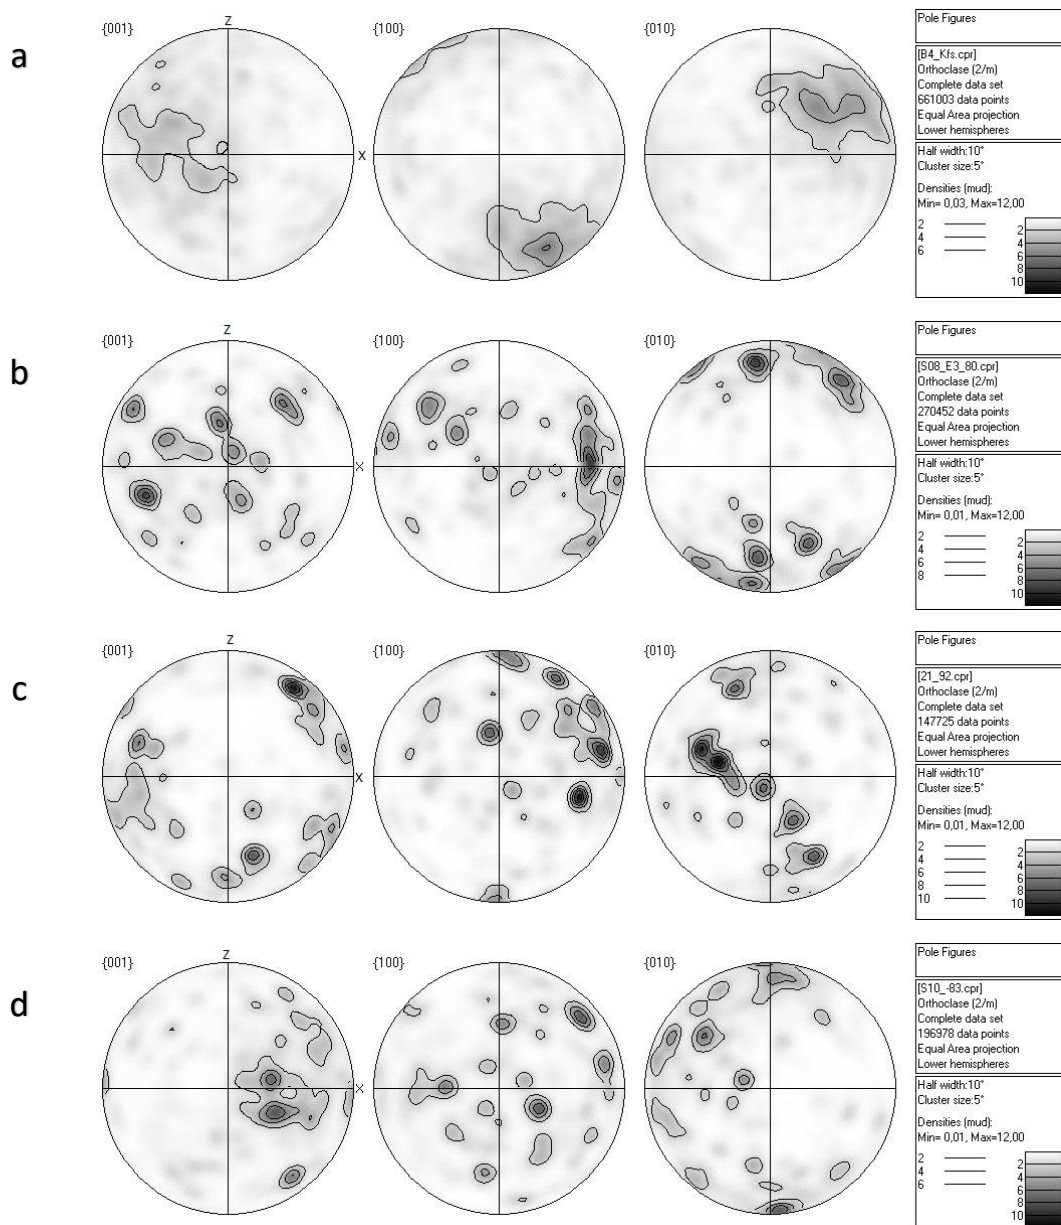 a
{001}
Z
X
{100}
{010}
Pole Figures
[B4_Kfs.cpr]
Orthoclase (2/m)
Complete data set
661003 data points
Equal Area projection
Lower hemispheres
Half width:10°
Cluster size:5°
Densities (mud):
Min= 0,03, Max=12,00
2
4
6
2
4
6
8
10
b
{001}
Z
X
{100}
{010}
Pole Figures
[S08_E3_80.cpr]
Orthoclase (2/m)
Complete data set
270452 data points
Equal Area projection
Lower hemispheres
Half width:10°
Cluster size:5°
Densities (mud):
Min= 0,01, Max=12,00
2
4
6
8
2
4
6
8
10
c
{001}
Z
X
{100}
{010}
Pole Figures
[21_92.cpr]
Orthoclase (2/m)
Complete data set
147725 data points
Equal Area projection
Lower hemispheres
Half width:10°
Cluster size:5°
Densities (mud):
Min= 0,01, Max=12,00
2
4
6
8
10
2
4
6
8
10
d
{001}
Z
X
{100}
{010}
Pole Figures
[S10_-83.cpr]
Orthoclase (2/m)
Complete data set
196978 data points
Equal Area projection
Lower hemispheres
Half width:10°
Cluster size:5°
Densities (mud):
Min= 0,01, Max=12,00
2
4
6
2
4
6
8
10